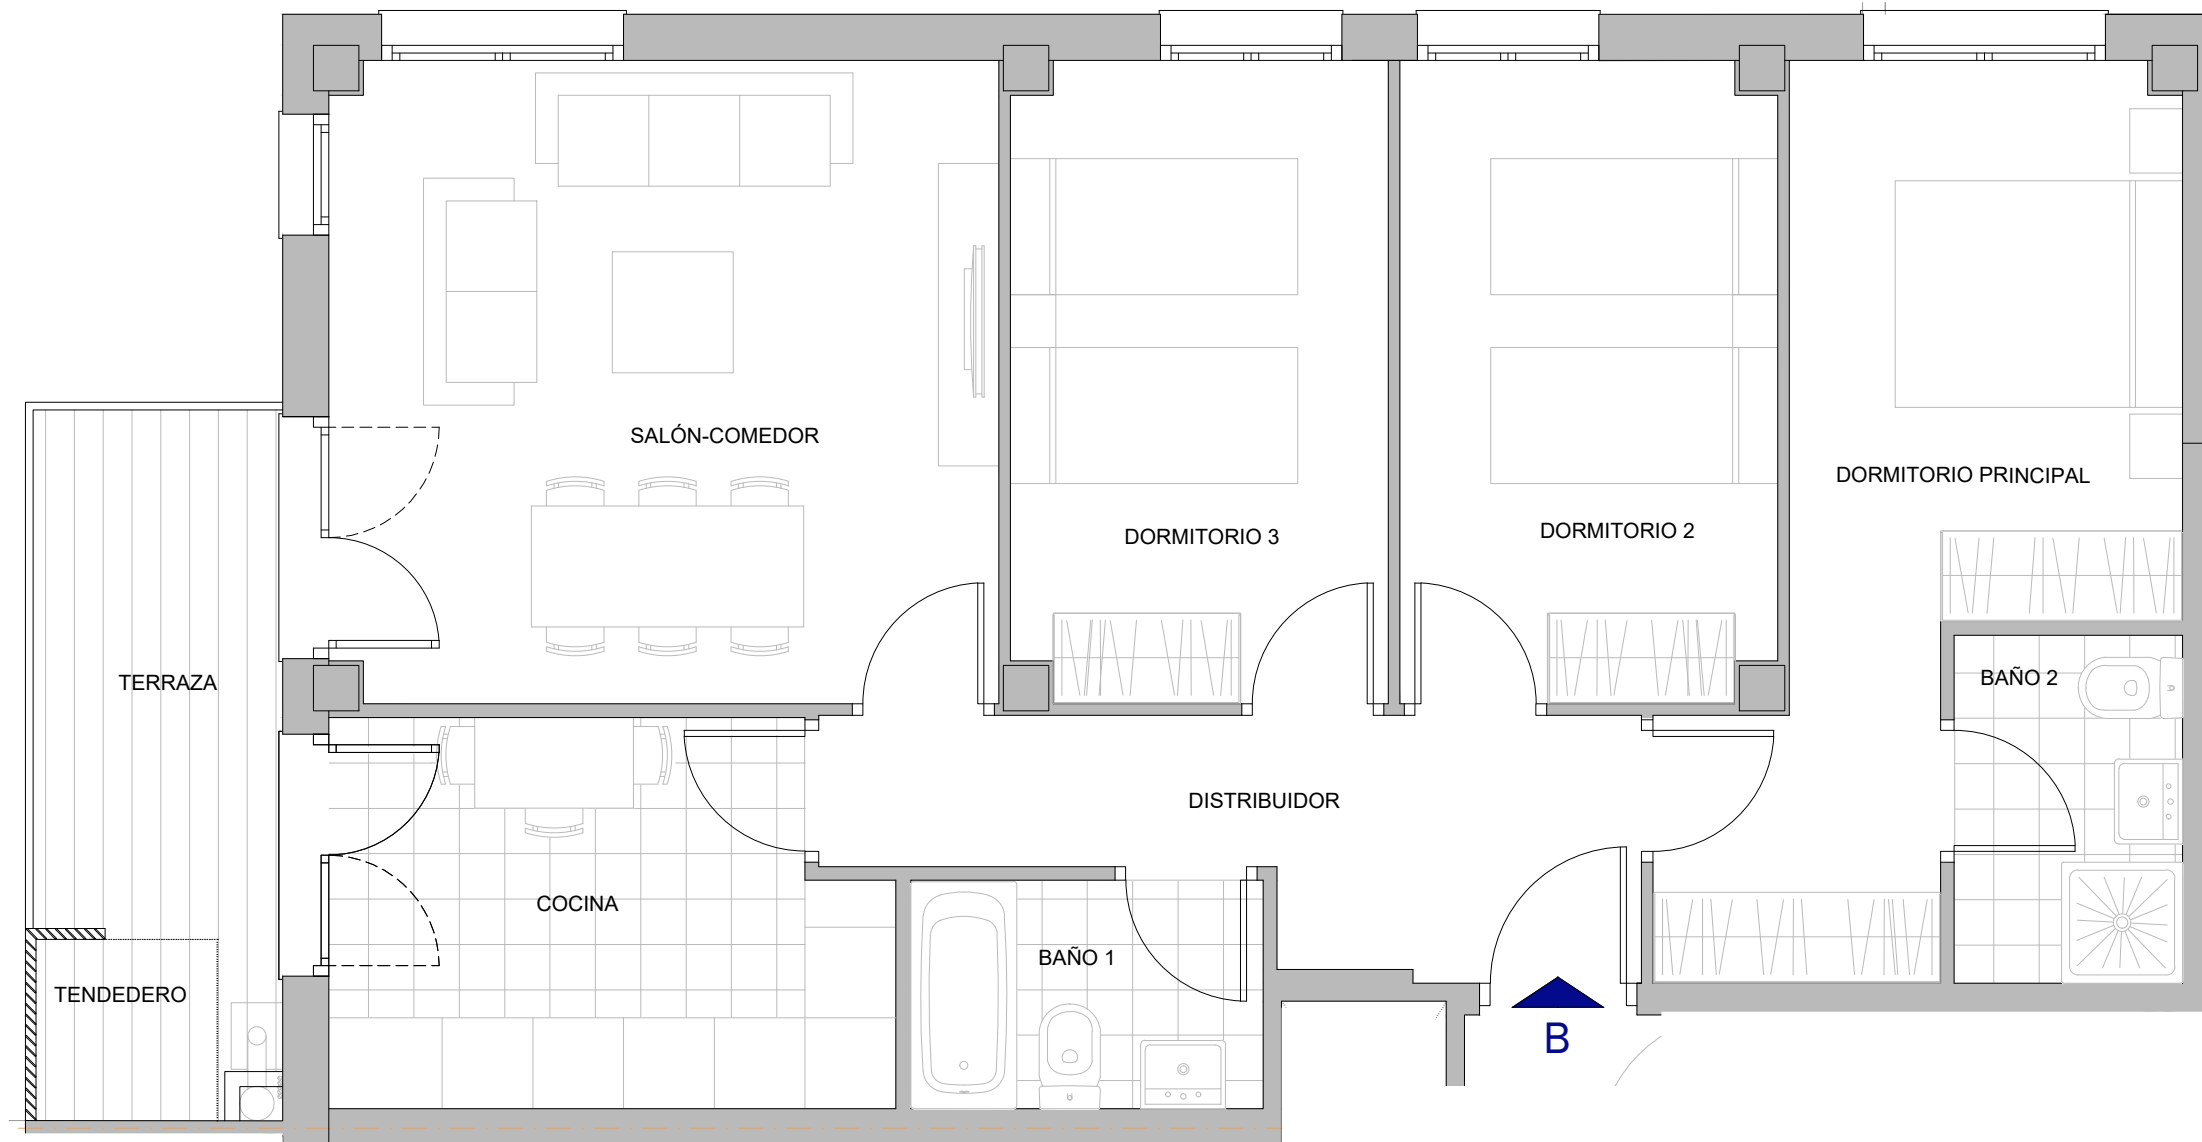 SALÓN-COMEDOR
DORMITORIO 3
DORMITORIO 2
DORMITORIO PRINCIPAL
TERRAZA
BAÑO 2
DISTRIBUIDOR
COCINA
BAÑO 1
TENDEDERO
B